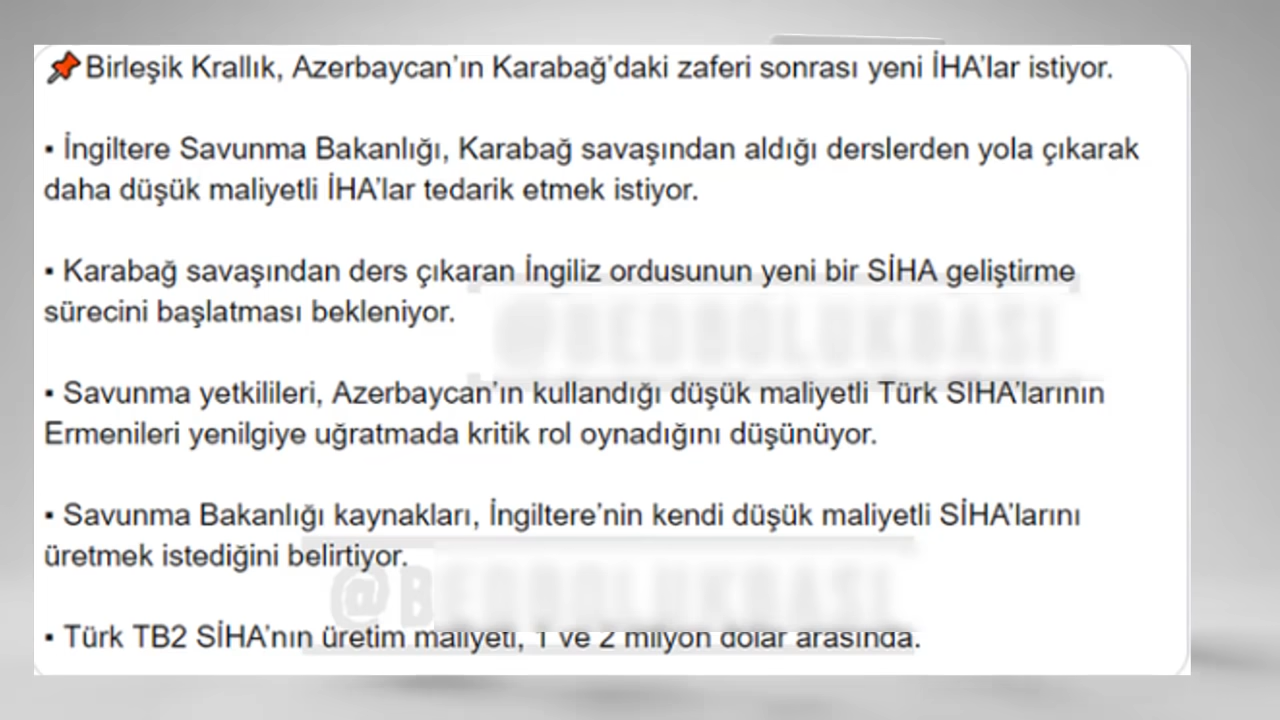 📌Birleşik Krallık, Azerbaycan’ın Karabağ’daki zaferi sonrası yeni İHA’lar istiyor.
▪ İngiltere Savunma Bakanlığı, Karabağ savaşından aldığı derslerden yola çıkarak
daha düşük maliyetli İHA’lar tedarik etmek istiyor.
▪ Karabağ savaşından ders çıkaran İngiliz ordusunun yeni bir SİHA geliştirme
sürecini başlatması bekleniyor.
@BEDBOLUKBASI
▪ Savunma yetkilileri, Azerbaycan’ın kullandığı düşük maliyetli Türk SIHA’larının
Ermenileri yenilgiye uğratmada kritik rol oynadığını düşünüyor.
▪ Savunma Bakanlığı kaynakları, İngiltere’nin kendi düşük maliyetli SİHA’larını
üretmek istediğini belirtiyor.
@BEDBOLUKBASI
▪ Türk TB2 SİHA’nın üretim maliyeti, 1 ve 2 milyon dolar arasında.